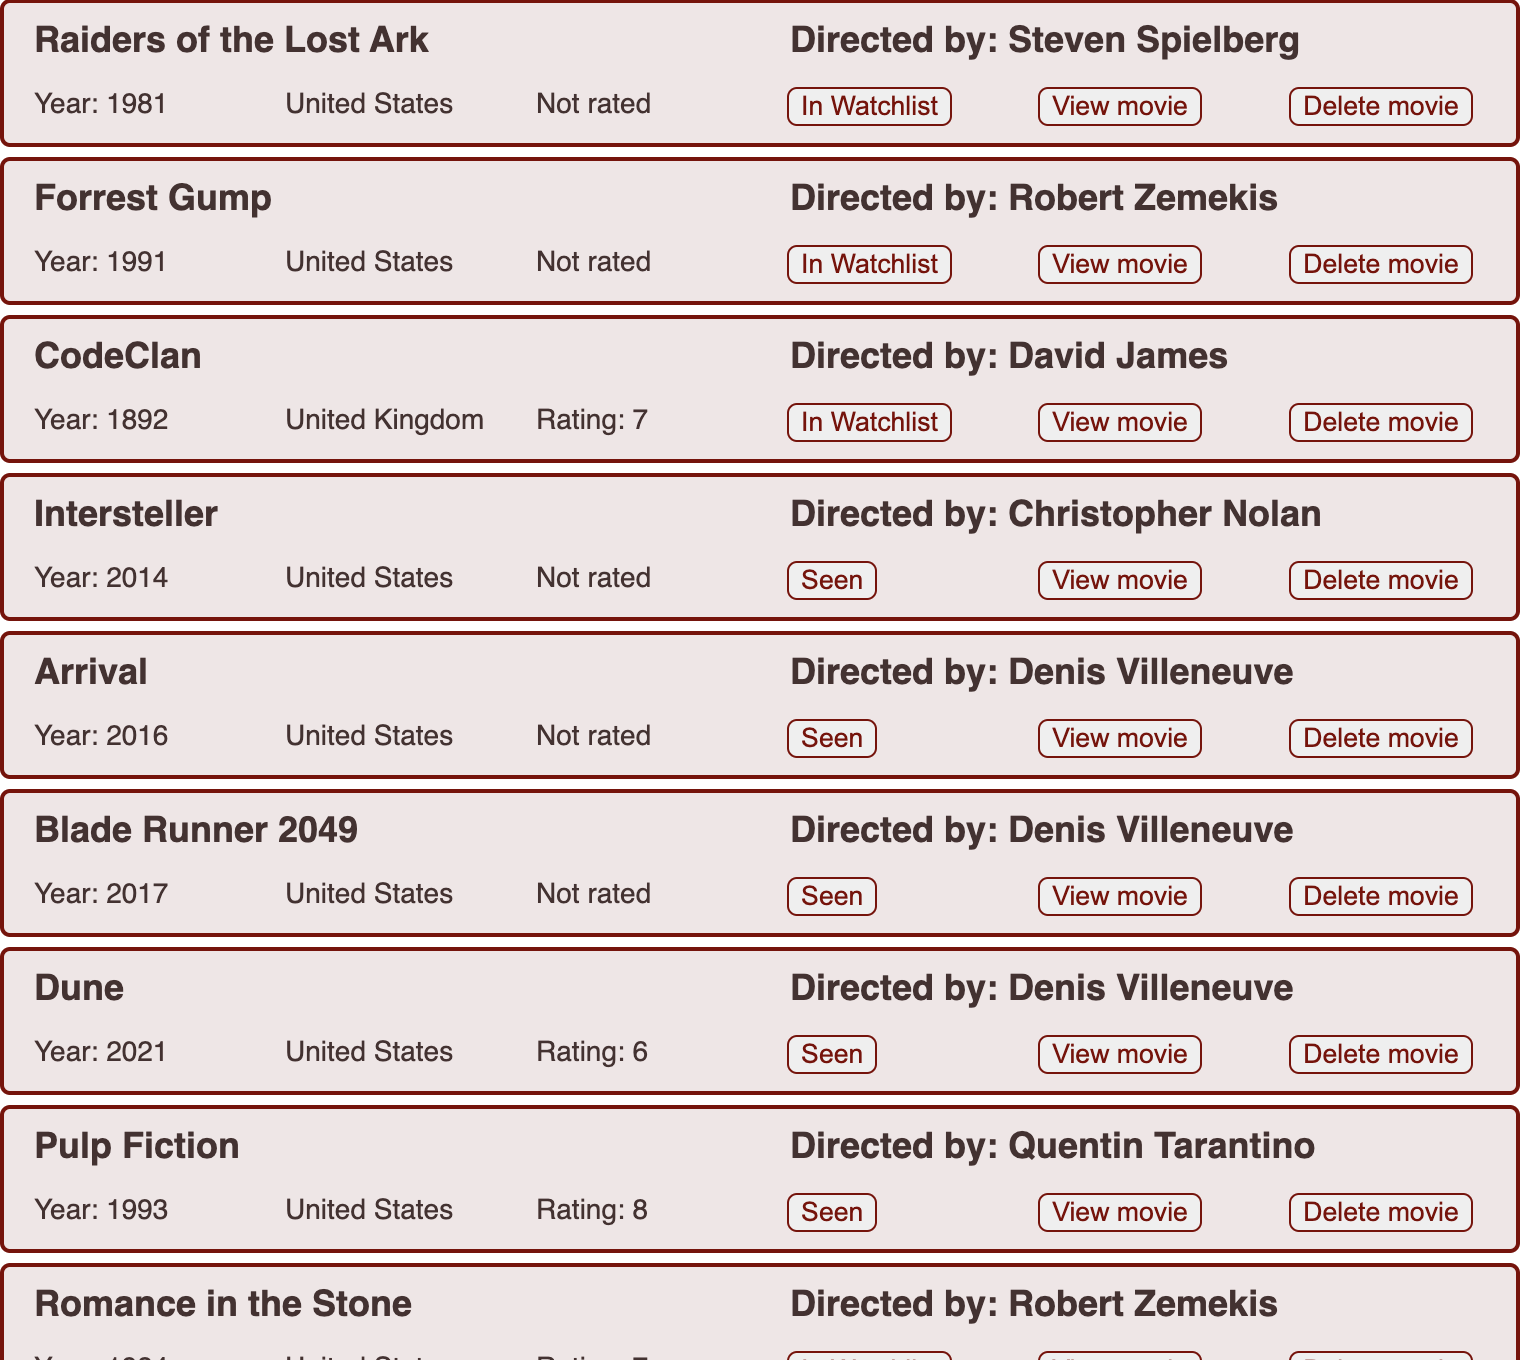 Raiders of the Lost Ark Directed by: Steven Spielberg
Year: 1981 United States Not rated In Watchlist View movie Delete movie
Forrest Gump Directed by: Robert Zemekis
Year: 1991 United States Not rated In Watchlist View movie Delete movie
CodeClan Directed by: David James
Year: 1892 United Kingdom Rating: 7 In Watchlist View movie Delete movie
Intersteller Directed by: Christopher Nolan
Year: 2014 United States Not rated Seen View movie Delete movie
Arrival Directed by: Denis Villeneuve
Year: 2016 United States Not rated Seen View movie Delete movie
Blade Runner 2049 Directed by: Denis Villeneuve
Year: 2017 United States Not rated Seen View movie Delete movie
Dune Directed by: Denis Villeneuve
Year: 2021 United States Rating: 6 Seen View movie Delete movie
Pulp Fiction Directed by: Quentin Tarantino
Year: 1993 United States Rating: 8 Seen View movie Delete movie
Romance in the Stone Directed by: Robert Zemekis